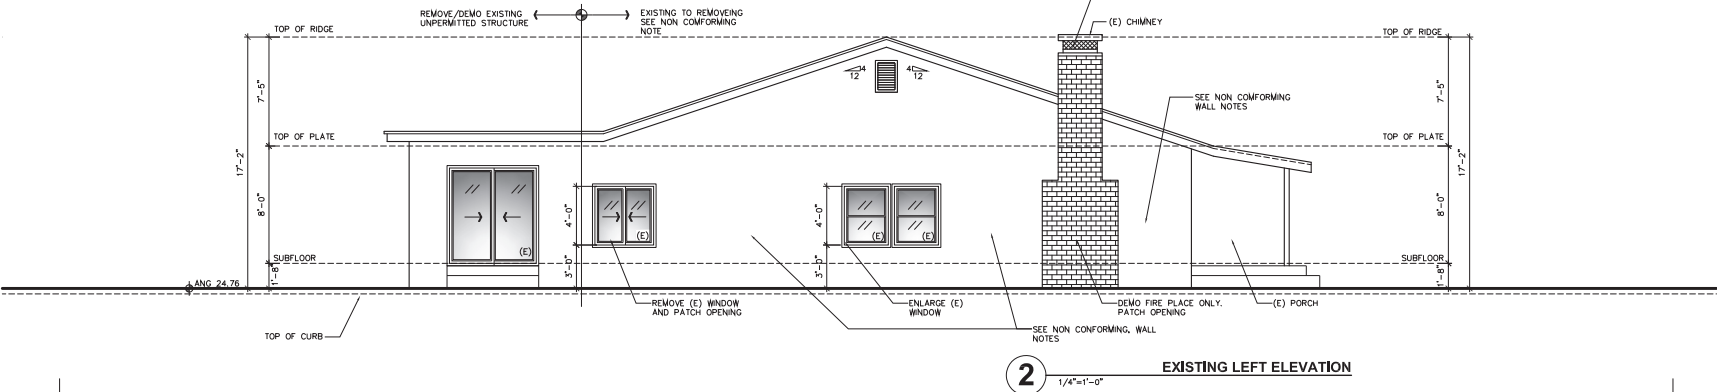 REMOVE/DEMO EXISTING
UNPERMITTED STRUCTURE
EXISTING TO REMOVEING
SEE NON COMFORMING
NOTE
(E) CHIMNEY
TOP OF RIDGE
TOP OF RIDGE
4
12
4
12
7'-5"
7'-5"
SEE NON COMFORMING
WALL NOTES
TOP OF PLATE
TOP OF PLATE
17'-2"
17'-2"
8'-0"
4'-0"
4'-0"
8'-0"
(E)
(E)
(E)
(E)
SUBFLOOR
SUBFLOOR
1'-8"
3'-0"
3'-0"
1'-8"
ANG 24.76
REMOVE (E) WINDOW
AND PATCH OPENING
ENLARGE (E)
WINDOW
DEMO FIRE PLACE ONLY.
PATCH OPENING
(E) PORCH
TOP OF CURB
SEE NON CONFORMING, WALL
NOTES
2
EXISTING LEFT ELEVATION
1/4"=1'-0"